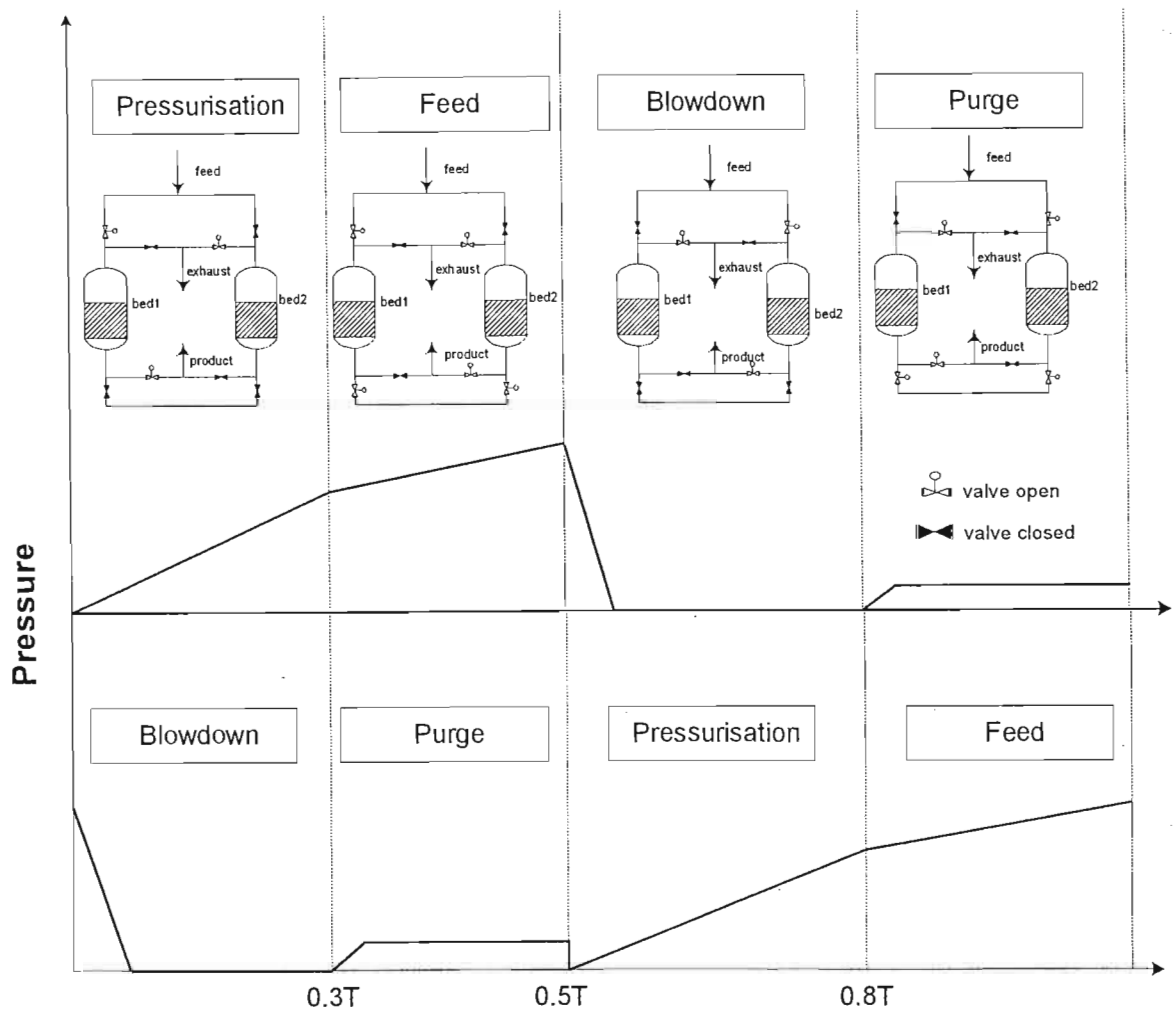 Pressurisation
Feed
Blowdown
Purge
feed
feed
feed
feed
exhaust
exhaust
exhaust
exhaust
bed1
bed2
bed1
bed2
bed1
bed2
bed1
bed2
product
product
product
product
valve open
valve closed
Pressure
Blowdown
Purge
Pressurisation
Feed
0.3T
0.5T
0.8T